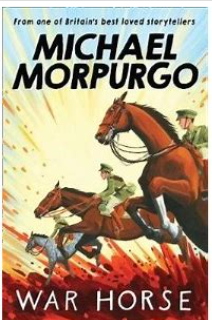 From one of Britain's best loved storytellers
MICHAEL
MORPURGO
WAR HORSE